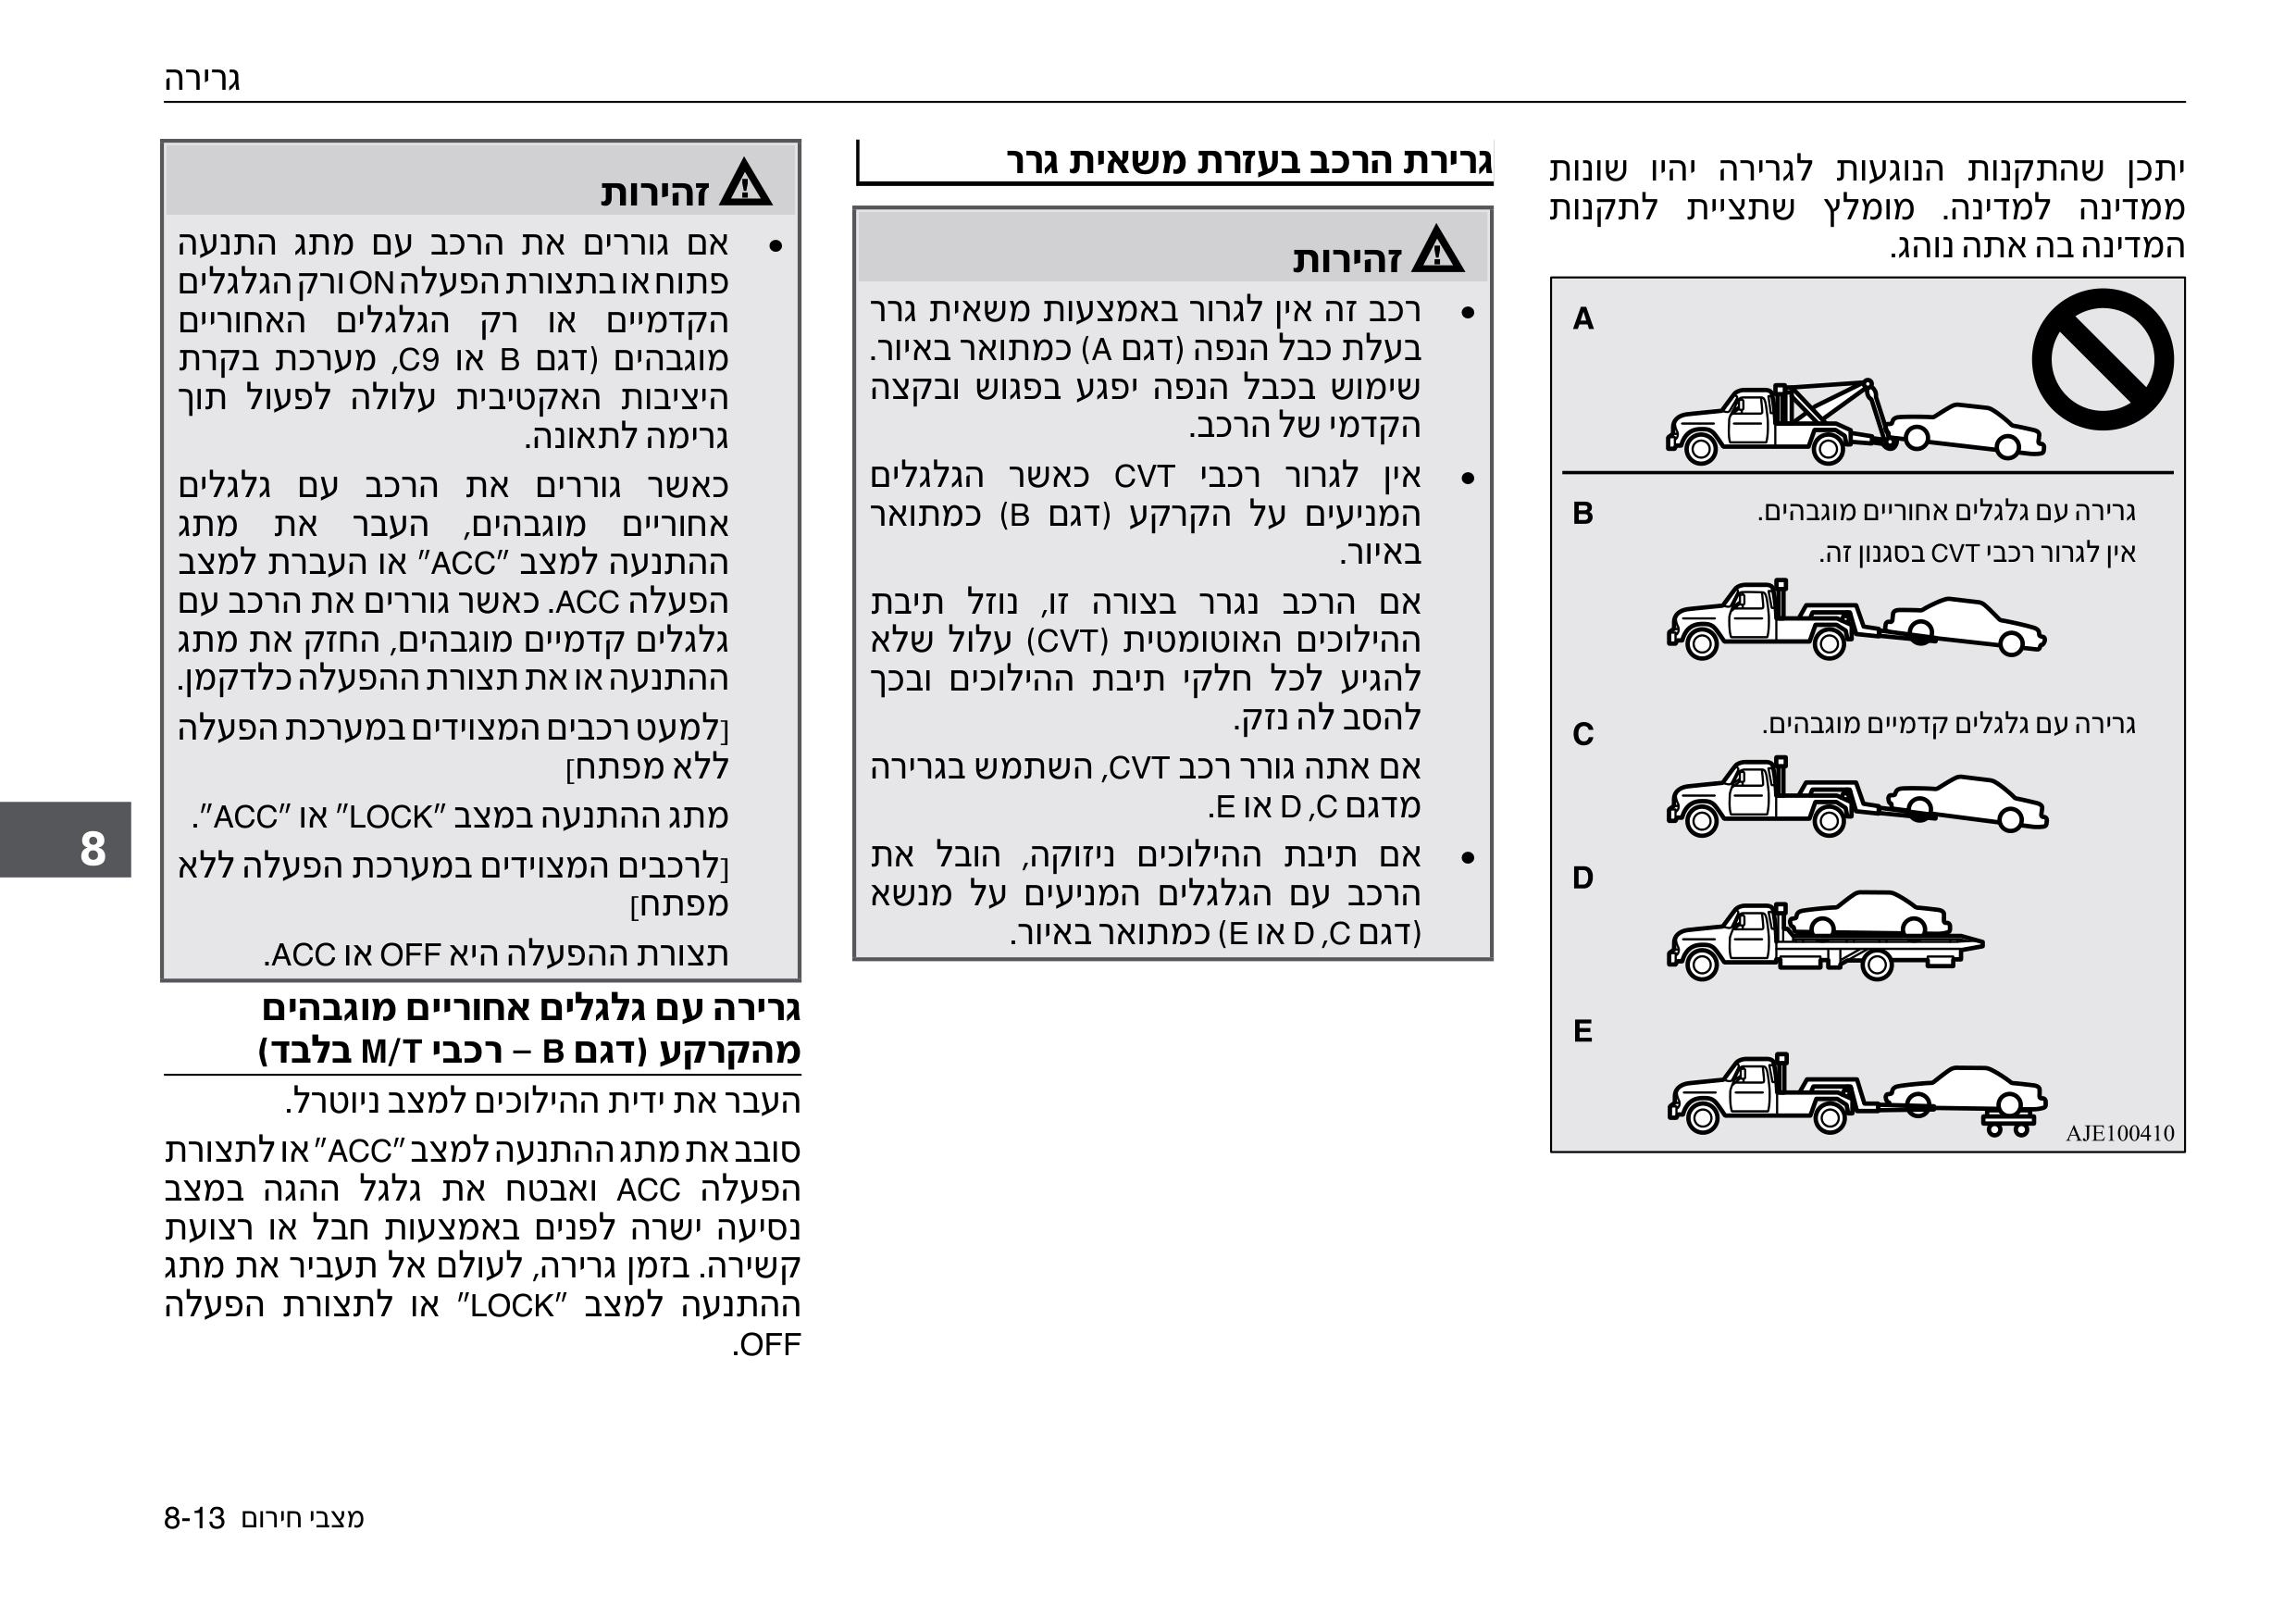 גרירה
יתכן שהתקנות הנוגעות לגרירה יהיו שונות
ממדינה למדינה. מומלץ שתציית לתקנות
המדינה בה אתה נוהג.
A
B
גרירה עם גלגלים אחוריים מוגבהים.
אין לגרור רכבי CVT בסגנון זה.
C
גרירה עם גלגלים קדמיים מוגבהים.
D
E
AJE100410
גרירת הרכב בעזרת משאית גרר
זהירות
• רכב זה אין לגרור באמצעות משאית גרר
בעלת כבל הנפה (דגם A) כמתואר באיור.
שימוש בכבל הנפה יפגע בפגוש ובקצה
הקדמי של הרכב.
• אין לגרור רכבי CVT כאשר הגלגלים
המניעים על הקרקע (דגם B) כמתואר
באיור.
אם הרכב נגרר בצורה זו, נוזל תיבת
ההילוכים האוטומטית (CVT) עלול שלא
להגיע לכל חלקי תיבת ההילוכים ובכך
להסב לה נזק.
אם אתה גורר רכב CVT, השתמש בגרירה
מדגם C, D או E.
• אם תיבת ההילוכים ניזוקה, הובל את
הרכב עם הגלגלים המניעים על מנשא
(דגם C, D או E) כמתואר באיור.
זהירות
• אם גוררים את הרכב עם מתג התנעה
פתוח או בתצורת הפעלה ON ורק הגלגלים
הקדמיים או רק הגלגלים האחוריים
מוגבהים (דגם B או C9, מערכת בקרת
היציבות האקטיבית עלולה לפעול תוך
גרימה לתאונה.
כאשר גוררים את הרכב עם גלגלים
אחוריים מוגבהים, העבר את מתג
ההתנעה למצב "ACC" או העברת למצב
הפעלה ACC. כאשר גוררים את הרכב עם
גלגלים קדמיים מוגבהים, החזק את מתג
ההתנעה או את תצורת ההפעלה כלדקמן.
[למעט רכבים המצוידים במערכת הפעלה
ללא מפתח]
מתג ההתנעה במצב "LOCK" או "ACC".
[לרכבים המצוידים במערכת הפעלה ללא
מפתח]
תצורת ההפעלה היא OFF או ACC.
גרירה עם גלגלים אחוריים מוגבהים
מהקרקע (דגם B – רכבי M/T בלבד)
העבר את ידית ההילוכים למצב ניוטרל.
סובב את מתג ההתנעה למצב "ACC" או לתצורת
הפעלה ACC ואבטח את גלגל ההגה במצב
נסיעה ישרה לפנים באמצעות חבל או רצועת
קשירה. בזמן גרירה, לעולם אל תעביר את מתג
ההתנעה למצב "LOCK" או לתצורת הפעלה
OFF.
8
מצבי חירום 8-13